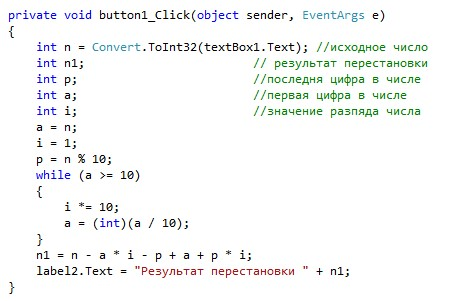 private void button1_Click(object sender, EventArgs e)
{
int n = Convert.ToInt32(textBox1.Text); //исходное число
int n1; // результат перестановки
int p; //последня цифра в числе
int a; //первая цифра в числе
int i; //значение разпяда числа
a = n;
i = 1;
p = n % 10;
while (a >= 10)
{
i *= 10;
a = (int)(a / 10);
}
n1 = n - a * i - p + a + p * i;
label2.Text = "Результат перестановки " + n1;
}